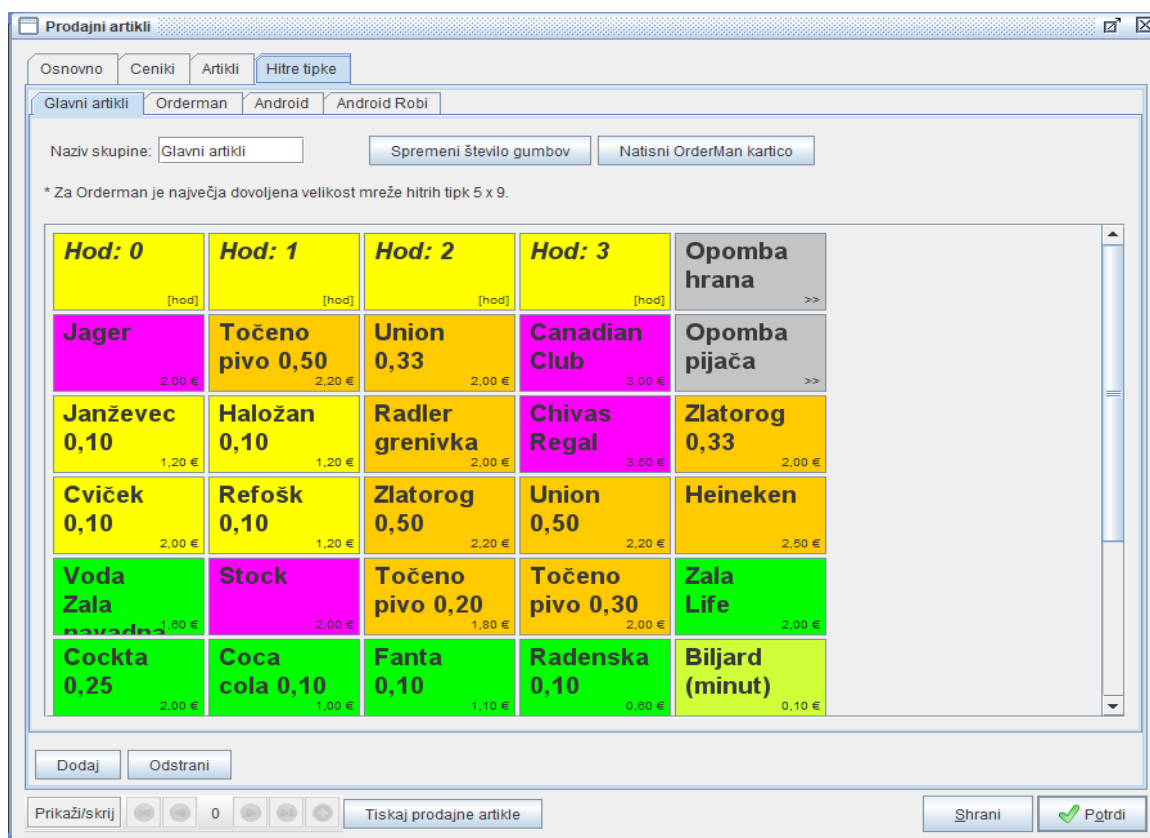 Prodajni artikli
Osnovno Ceniki Artikli Hitre tipke
Glavni artikli Orderman Android Android Robi
Naziv skupine: Glavni artikli Spremeni število gumbov Natisni OrderMan kartico
* Za Orderman je največja dovoljena velikost mreže hitrih tipk 5 x 9.
Hod: 0
[hod]
Hod: 1
[hod]
Hod: 2
[hod]
Hod: 3
[hod]
Opomba
hrana
>>
Jager
2,00 €
Točeno
pivo 0,50
2,20 €
Union
0,33
2,00 €
Canadian
Club
3,00 €
Opomba
pijača
>>
Janževec
0,10
1,20 €
Haložan
0,10
1,20 €
Radler
grenivka
2,00 €
Chivas
Regal
3,50 €
Zlatorog
0,33
2,00 €
Cviček
0,10
2,00 €
Refošk
0,10
1,20 €
Zlatorog
0,50
2,20 €
Union
0,50
2,20 €
Heineken
2,50 €
Voda
Zala
navadna
1,60 €
Stock
2,00 €
Točeno
pivo 0,20
1,80 €
Točeno
pivo 0,30
2,00 €
Zala
Life
2,00 €
Cockta
0,25
2,00 €
Coca
cola 0,10
1,00 €
Fanta
0,10
1,10 €
Radenska
0,10
0,60 €
Biljard
(minut)
0,10 €
Dodaj Odstrani
Prikaži/skrij 0 Tiskaj prodajne artikle Shrani Potrdi